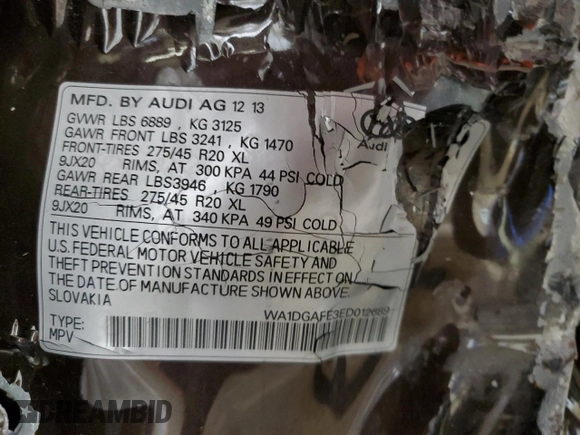 MFD. BY AUDI AG 12 13
GVWR LBS 6889 , KG 3125
GAWR FRONT LBS 3241 , KG 1470
FRONT-TIRES 275/45 R20 XL
9JX20 RIMS, AT 300 KPA 44 PSI COLD
GAWR REAR LBS3946 , KG 1790
REAR-TIRES 275/45 R20 XL
9JX20 RIMS, AT 340 KPA 49 PSI COLD
Audi
THIS VEHICLE CONFORMS TO ALL APPLICABLE
U.S. FEDERAL MOTOR VEHICLE SAFETY AND
THEFT PREVENTION STANDARDS IN EFFECT ON
THE DATE OF MANUFACTURE SHOWN ABOVE.
SLOVAKIA
WA1DGAFE3ED012689
TYPE:
MPV
DREAMBID